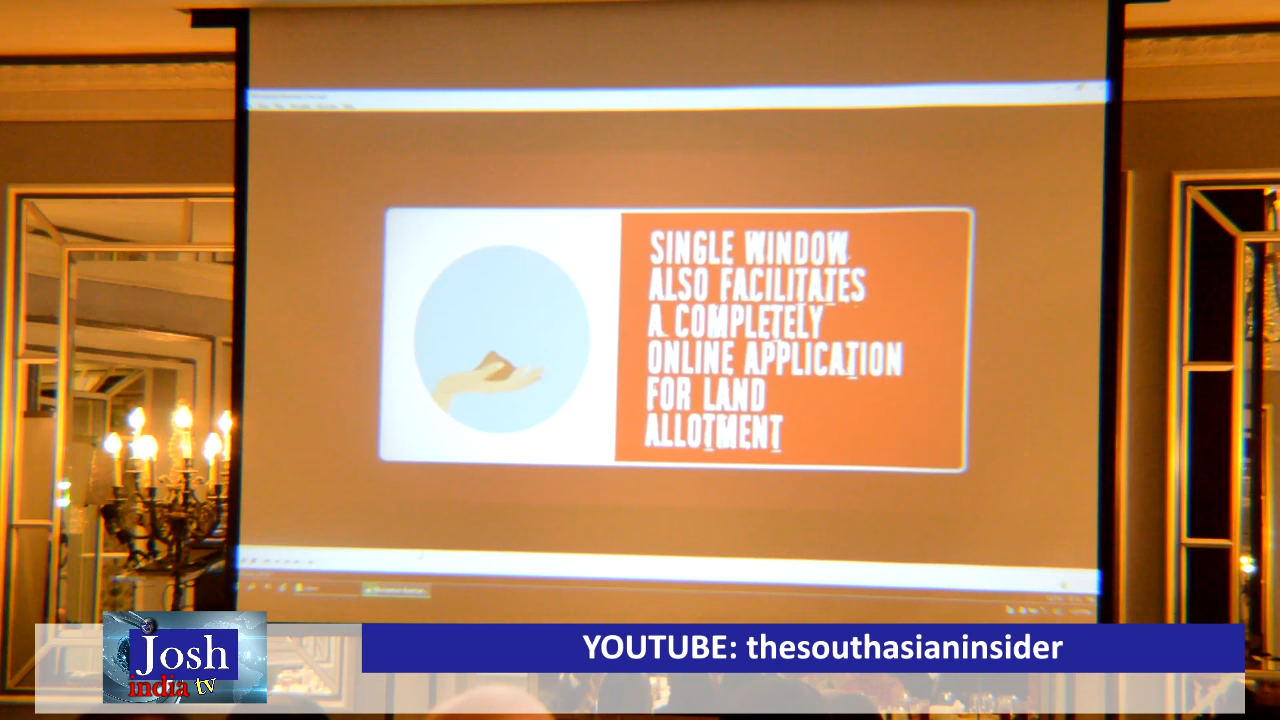 SINGLE WINDOW
ALSO FACILITATES
A COMPLETELY
ONLINE APPLICATION
FOR LAND
ALLOTMENT
Josh
india tv
YOUTUBE: thesouthasianinsider